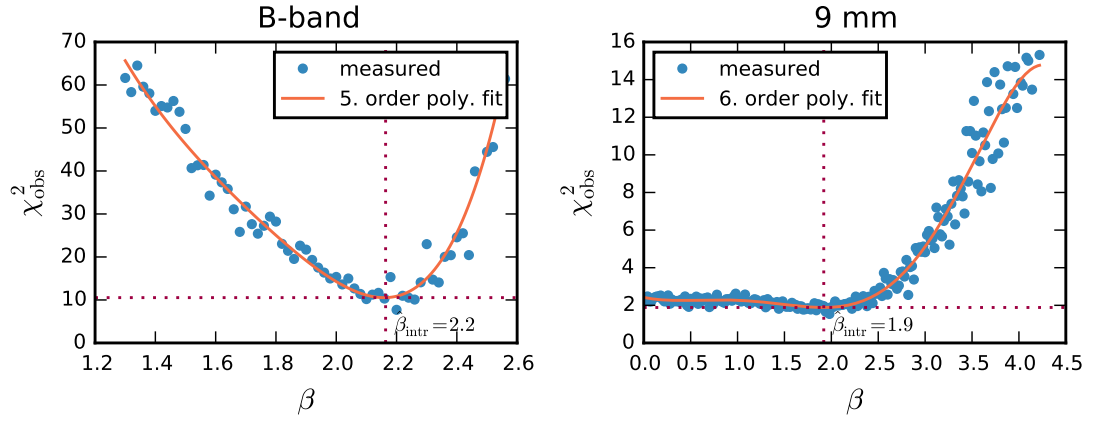 B-band
9 mm
70
60
50
40
30
20
10
0
χ²obs
measured
5. order poly. fit
β̂intr=2.2
1.2 1.4 1.6 1.8 2.0 2.2 2.4 2.6
β
16
14
12
10
8
6
4
2
0
χ²obs
measured
6. order poly. fit
β̂intr=1.9
0.0 0.5 1.0 1.5 2.0 2.5 3.0 3.5 4.0 4.5
β